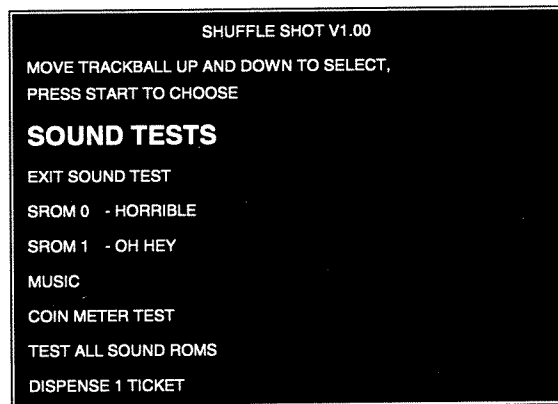 SHUFFLE SHOT V1.00
MOVE TRACKBALL UP AND DOWN TO SELECT,
PRESS START TO CHOOSE
SOUND TESTS
EXIT SOUND TEST
SROM 0 - HORRIBLE
SROM 1 - OH HEY
MUSIC
COIN METER TEST
TEST ALL SOUND ROMS
DISPENSE 1 TICKET